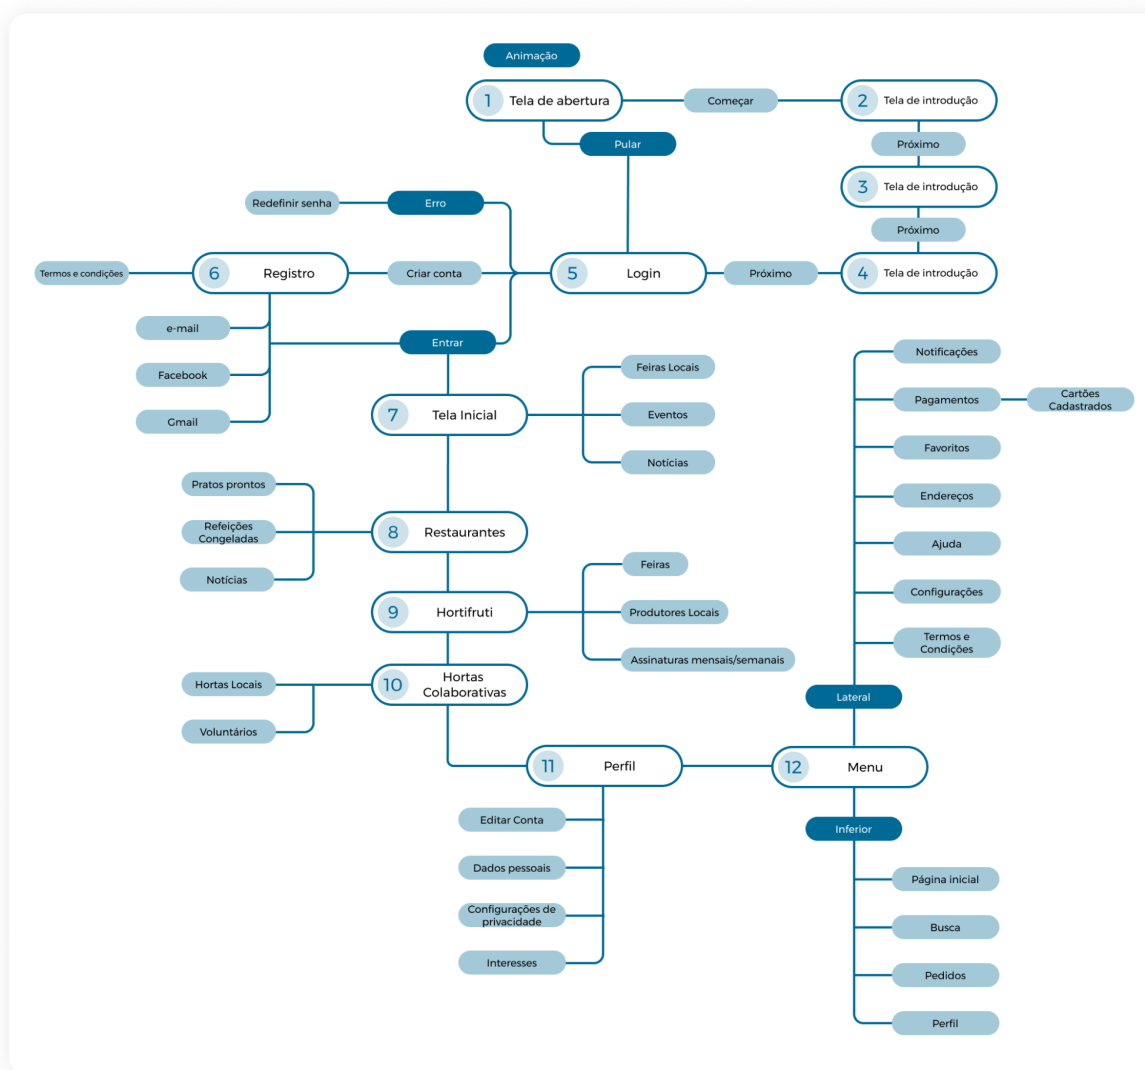 Animação
1 Tela de abertura
Começar
2 Tela de introdução
Pular
Próximo
3 Tela de introdução
Redefinir senha
Erro
Próximo
Termos e condições
6 Registro
Criar conta
5 Login
Próximo
4 Tela de introdução
e-mail
Facebook
Gmail
Entrar
7 Tela Inicial
Feiras Locais
Eventos
Notícias
Notificações
Pagamentos
Cartões
Cadastrados
Favoritos
Endereços
Ajuda
Configurações
Termos e
Condições
Pratos prontos
Refeições
Congeladas
Notícias
8 Restaurantes
9 Hortifruti
Feiras
Produtores Locais
Assinaturas mensais/semanais
Hortas Locais
Voluntários
10 Hortas
Colaborativas
Lateral
11 Perfil
12 Menu
Editar Conta
Dados pessoais
Configurações de
privacidade
Interesses
Inferior
Página inicial
Busca
Pedidos
Perfil